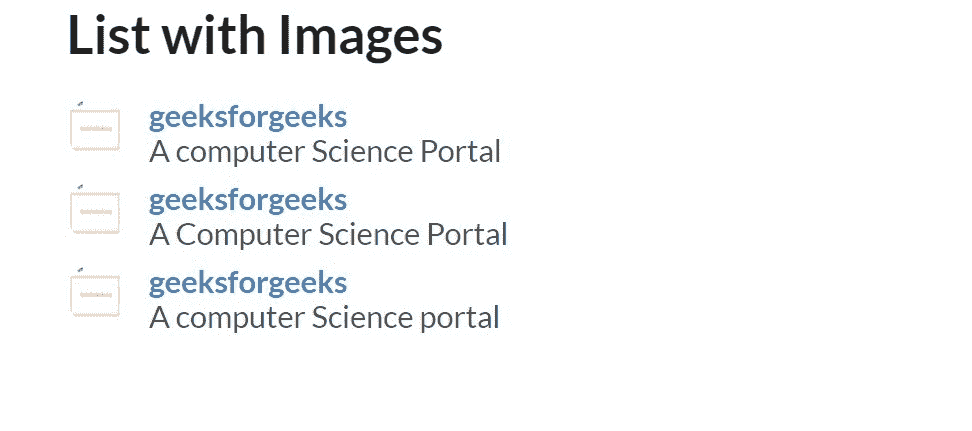 List with Images
geeksforgeeks
A computer Science Portal
geeksforgeeks
A Computer Science Portal
geeksforgeeks
A computer Science portal